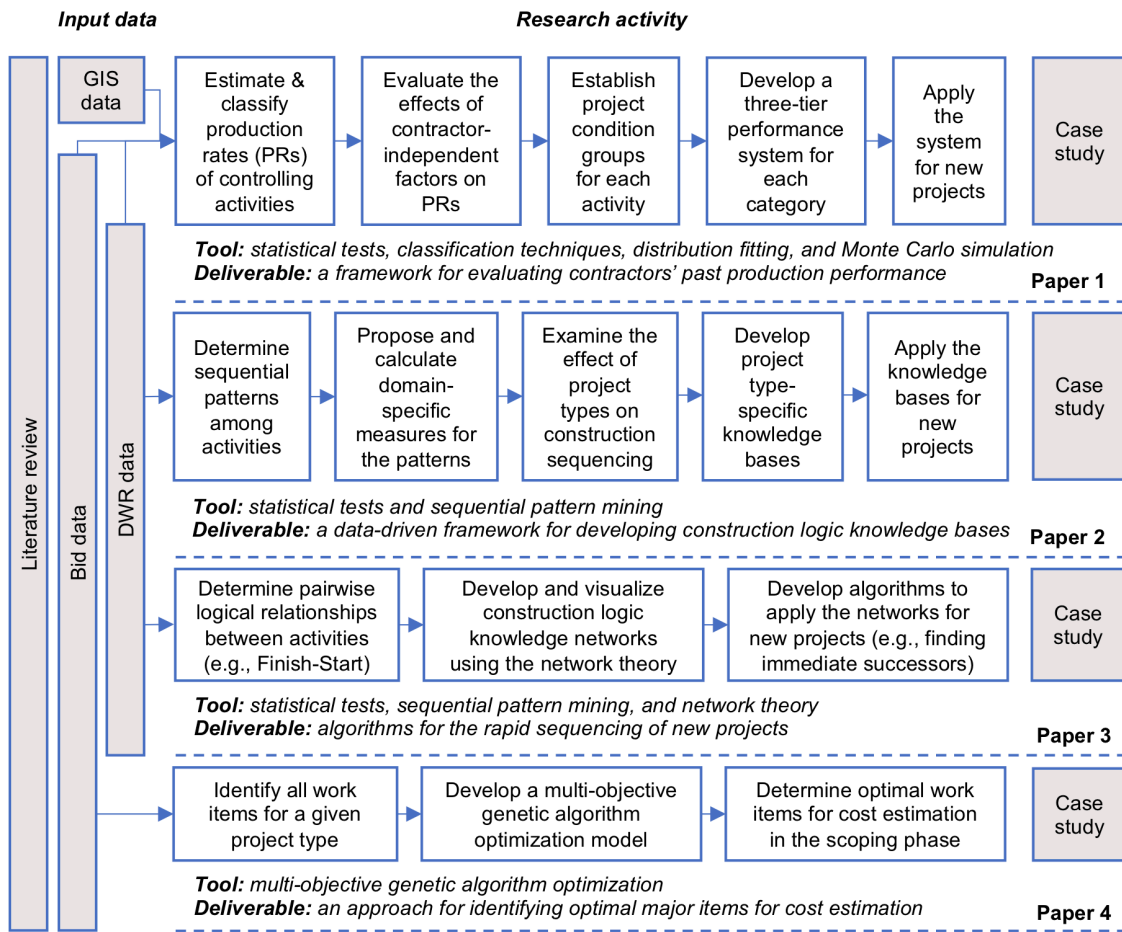 Input data
Research activity
Literature review
Bid data
DWR data
GIS
data
Estimate &
classify
production
rates (PRs)
of controlling
activities
Evaluate the
effects of
contractor-
independent
factors on
PRs
Establish
project
condition
groups
for each
activity
Develop a
three-tier
performance
system for
each
category
Apply
the
system
for new
projects
Case
study
Tool: statistical tests, classification techniques, distribution fitting, and Monte Carlo simulation
Deliverable: a framework for evaluating contractors' past production performance
Paper 1
Determine
sequential
patterns
among
activities
Propose and
calculate
domain-
specific
measures for
the patterns
Examine the
effect of
project
types on
construction
sequencing
Develop
project
type-
specific
knowledge
bases
Apply the
knowledge
bases for
new
projects
Case
study
Tool: statistical tests and sequential pattern mining
Deliverable: a data-driven framework for developing construction logic knowledge bases
Paper 2
Determine pairwise
logical relationships
between activities
(e.g., Finish-Start)
Develop and visualize
construction logic
knowledge networks
using the network theory
Develop algorithms to
apply the networks for
new projects (e.g., finding
immediate successors)
Case
study
Tool: statistical tests, sequential pattern mining, and network theory
Deliverable: algorithms for the rapid sequencing of new projects
Paper 3
Identify all work
items for a given
project type
Develop a multi-objective
genetic algorithm
optimization model
Determine optimal work
items for cost estimation
in the scoping phase
Case
study
Tool: multi-objective genetic algorithm optimization
Deliverable: an approach for identifying optimal major items for cost estimation
Paper 4